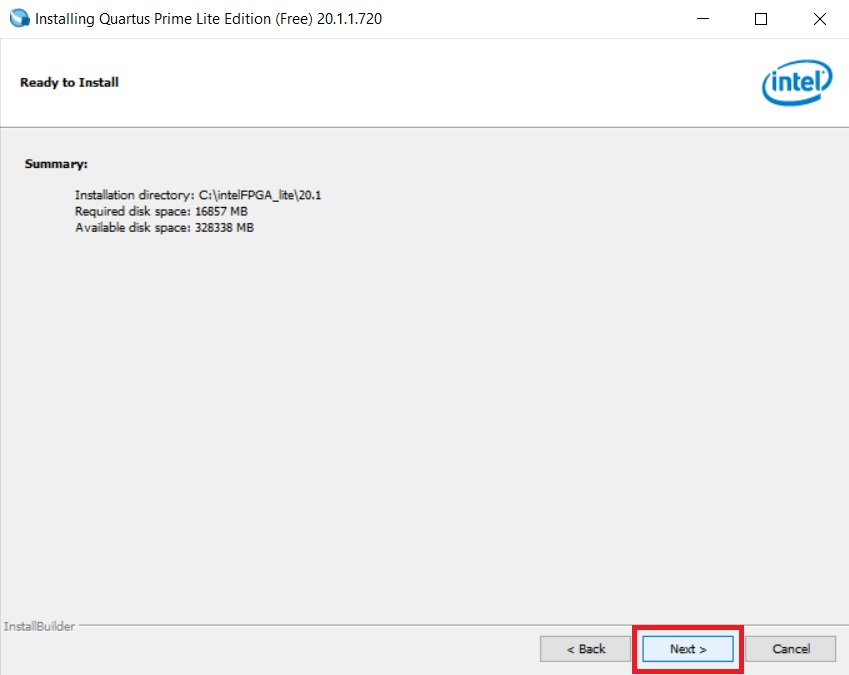 Installing Quartus Prime Lite Edition (Free) 20.1.1.720
Ready to Install
intel
Summary:
Installation directory: C:\intelFPGA_lite\20.1
Required disk space: 16857 MB
Available disk space: 328338 MB
InstallBuilder
< Back
Next >
Cancel